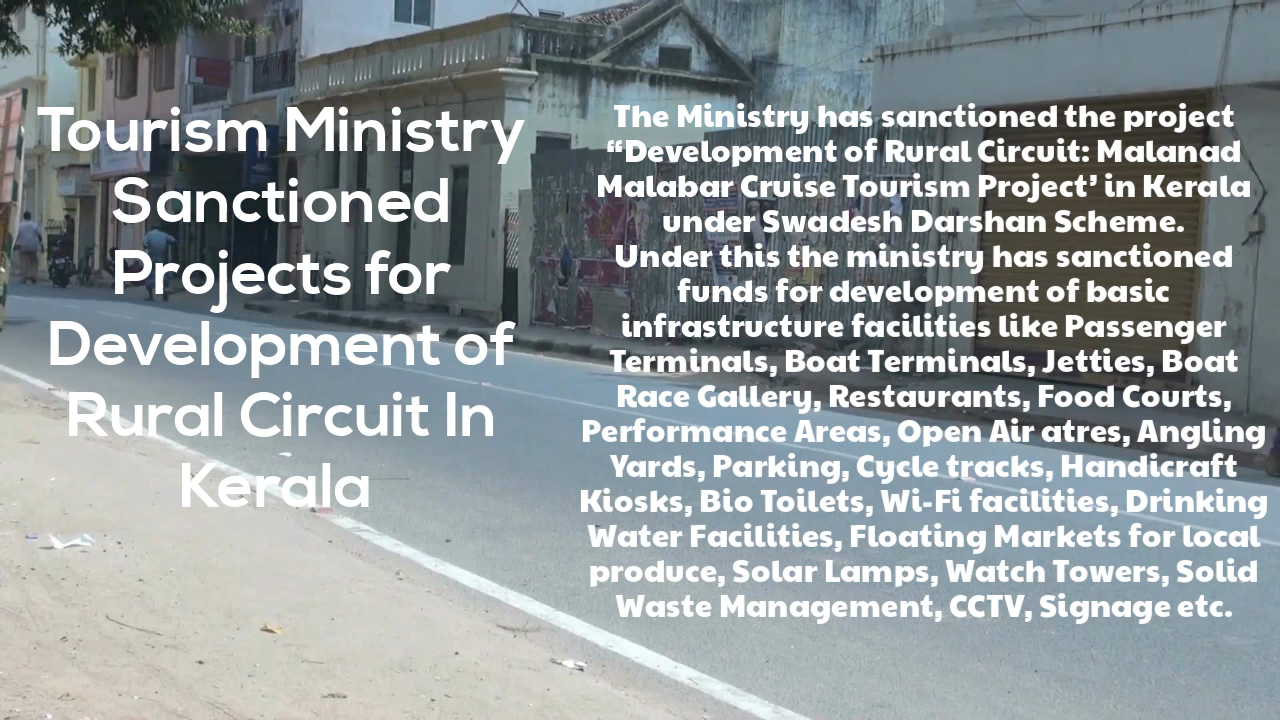 Tourism Ministry
Sanctioned
Projects for
Development of
Rural Circuit In
Kerala
The Ministry has sanctioned the project
“Development of Rural Circuit: Malanad
Malabar Cruise Tourism Project’ in Kerala
under Swadesh Darshan Scheme.
Under this the ministry has sanctioned
funds for development of basic
infrastructure facilities like Passenger
Terminals, Boat Terminals, Jetties, Boat
Race Gallery, Restaurants, Food Courts,
Performance Areas, Open Air atres, Angling
Yards, Parking, Cycle tracks, Handicraft
Kiosks, Bio Toilets, Wi-Fi facilities, Drinking
Water Facilities, Floating Markets for local
produce, Solar Lamps, Watch Towers, Solid
Waste Management, CCTV, Signage etc.